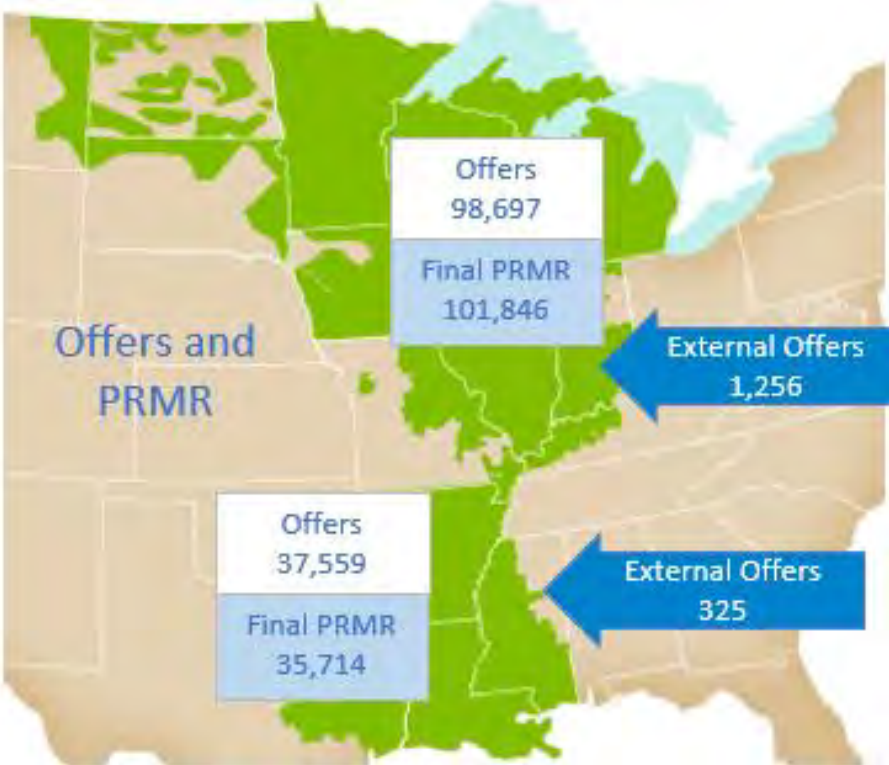 Offers
98,697
Final PRMR
101,846
Offers and
PRMR
External Offers
1,256
Offers
37,559
Final PRMR
35,714
External Offers
325